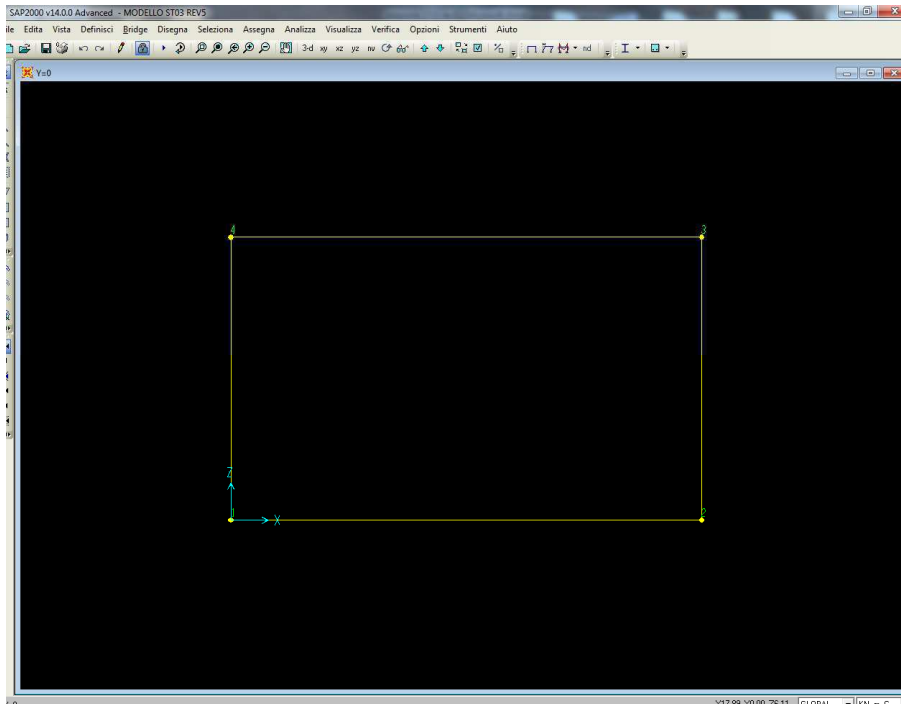 SAP2000 v14.0.0 Advanced - MODELLO ST03 REV5
Edita Vista Definisci Bridge Disegna Seleziona Assegna Analizza Visualizza Verifica Opzioni Strumenti Aiuto
3-d xy xz yz nv nd
Y=0
4 3
Z
1 X 2
GLOBAL